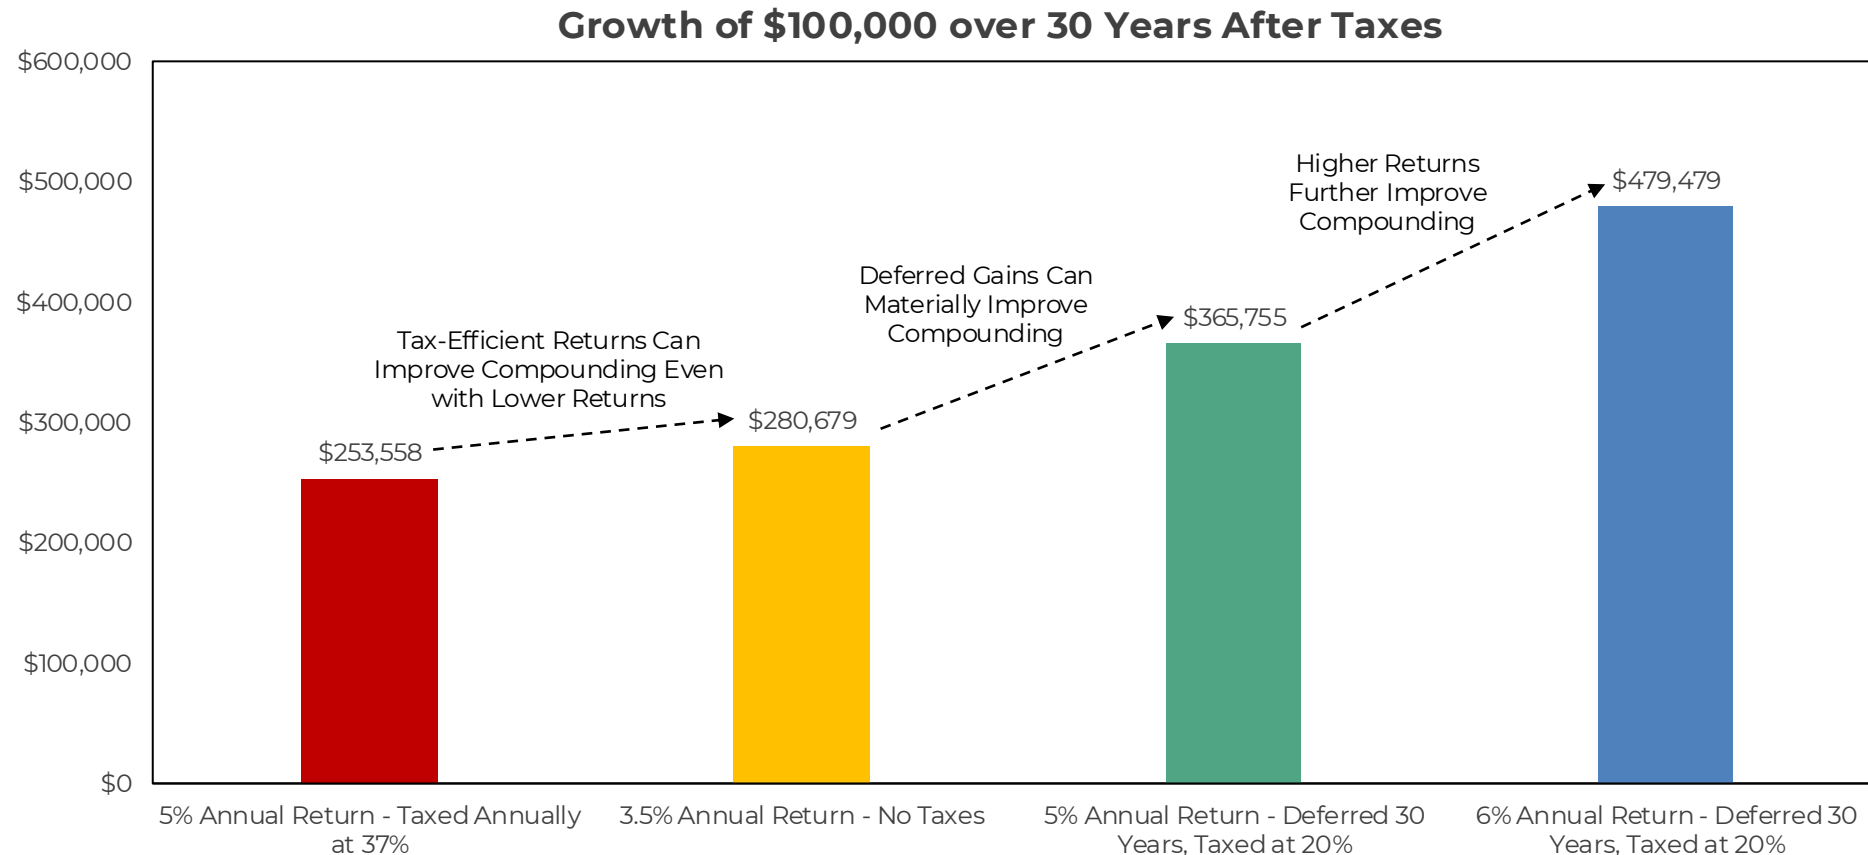 Growth of $100,000 over 30 Years After Taxes
$600,000
$500,000
$400,000
$300,000
$200,000
$100,000
$0
Tax-Efficient Returns Can
Improve Compounding Even
with Lower Returns
Deferred Gains Can
Materially Improve
Compounding
Higher Returns
Further Improve
Compounding
$253,558
$280,679
$365,755
$479,479
5% Annual Return - Taxed Annually
at 37%
3.5% Annual Return - No Taxes
5% Annual Return - Deferred 30
Years, Taxed at 20%
6% Annual Return - Deferred 30
Years, Taxed at 20%